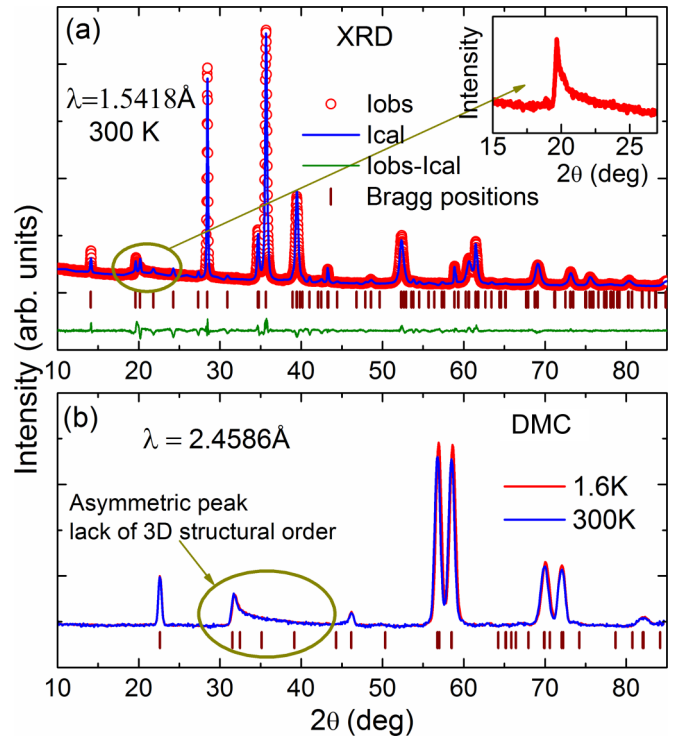 (a)
XRD
λ=1.5418Å
300 K
Iobs
Ical
Iobs-Ical
Bragg positions
Intensity
15 20 25
2θ (deg)
10 20 30 40 50 60 70 80
Intensity (arb. units)
(b)
λ = 2.4586Å
DMC
Asymmetric peak
lack of 3D structural order
1.6K
300K
10 20 30 40 50 60 70 80
2θ (deg)